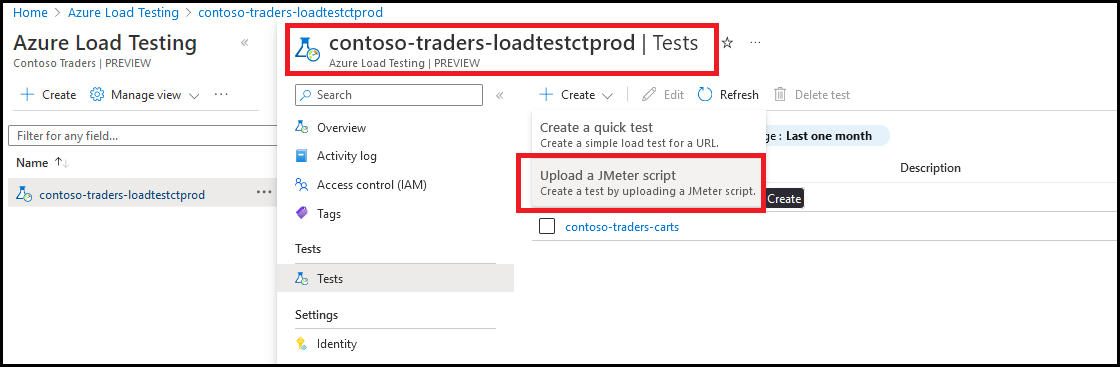 Home > Azure Load Testing > contoso-traders-loadtestctprod
Azure Load Testing «
Contoso Traders | PREVIEW
+ Create Manage view ···
Filter for any field...
Name ↑↓
contoso-traders-loadtestctprod ···
contoso-traders-loadtestctprod | Tests ☆ ···
Azure Load Testing | PREVIEW
Search «
Overview
Activity log
Access control (IAM)
Tags
Tests
Tests
Settings
Identity
+ Create Edit Refresh Delete test
Create a quick test
Create a simple load test for a URL.
ge : Last one month
Upload a JMeter script
Create a test by uploading a JMeter script.
Description
Create
contoso-traders-carts